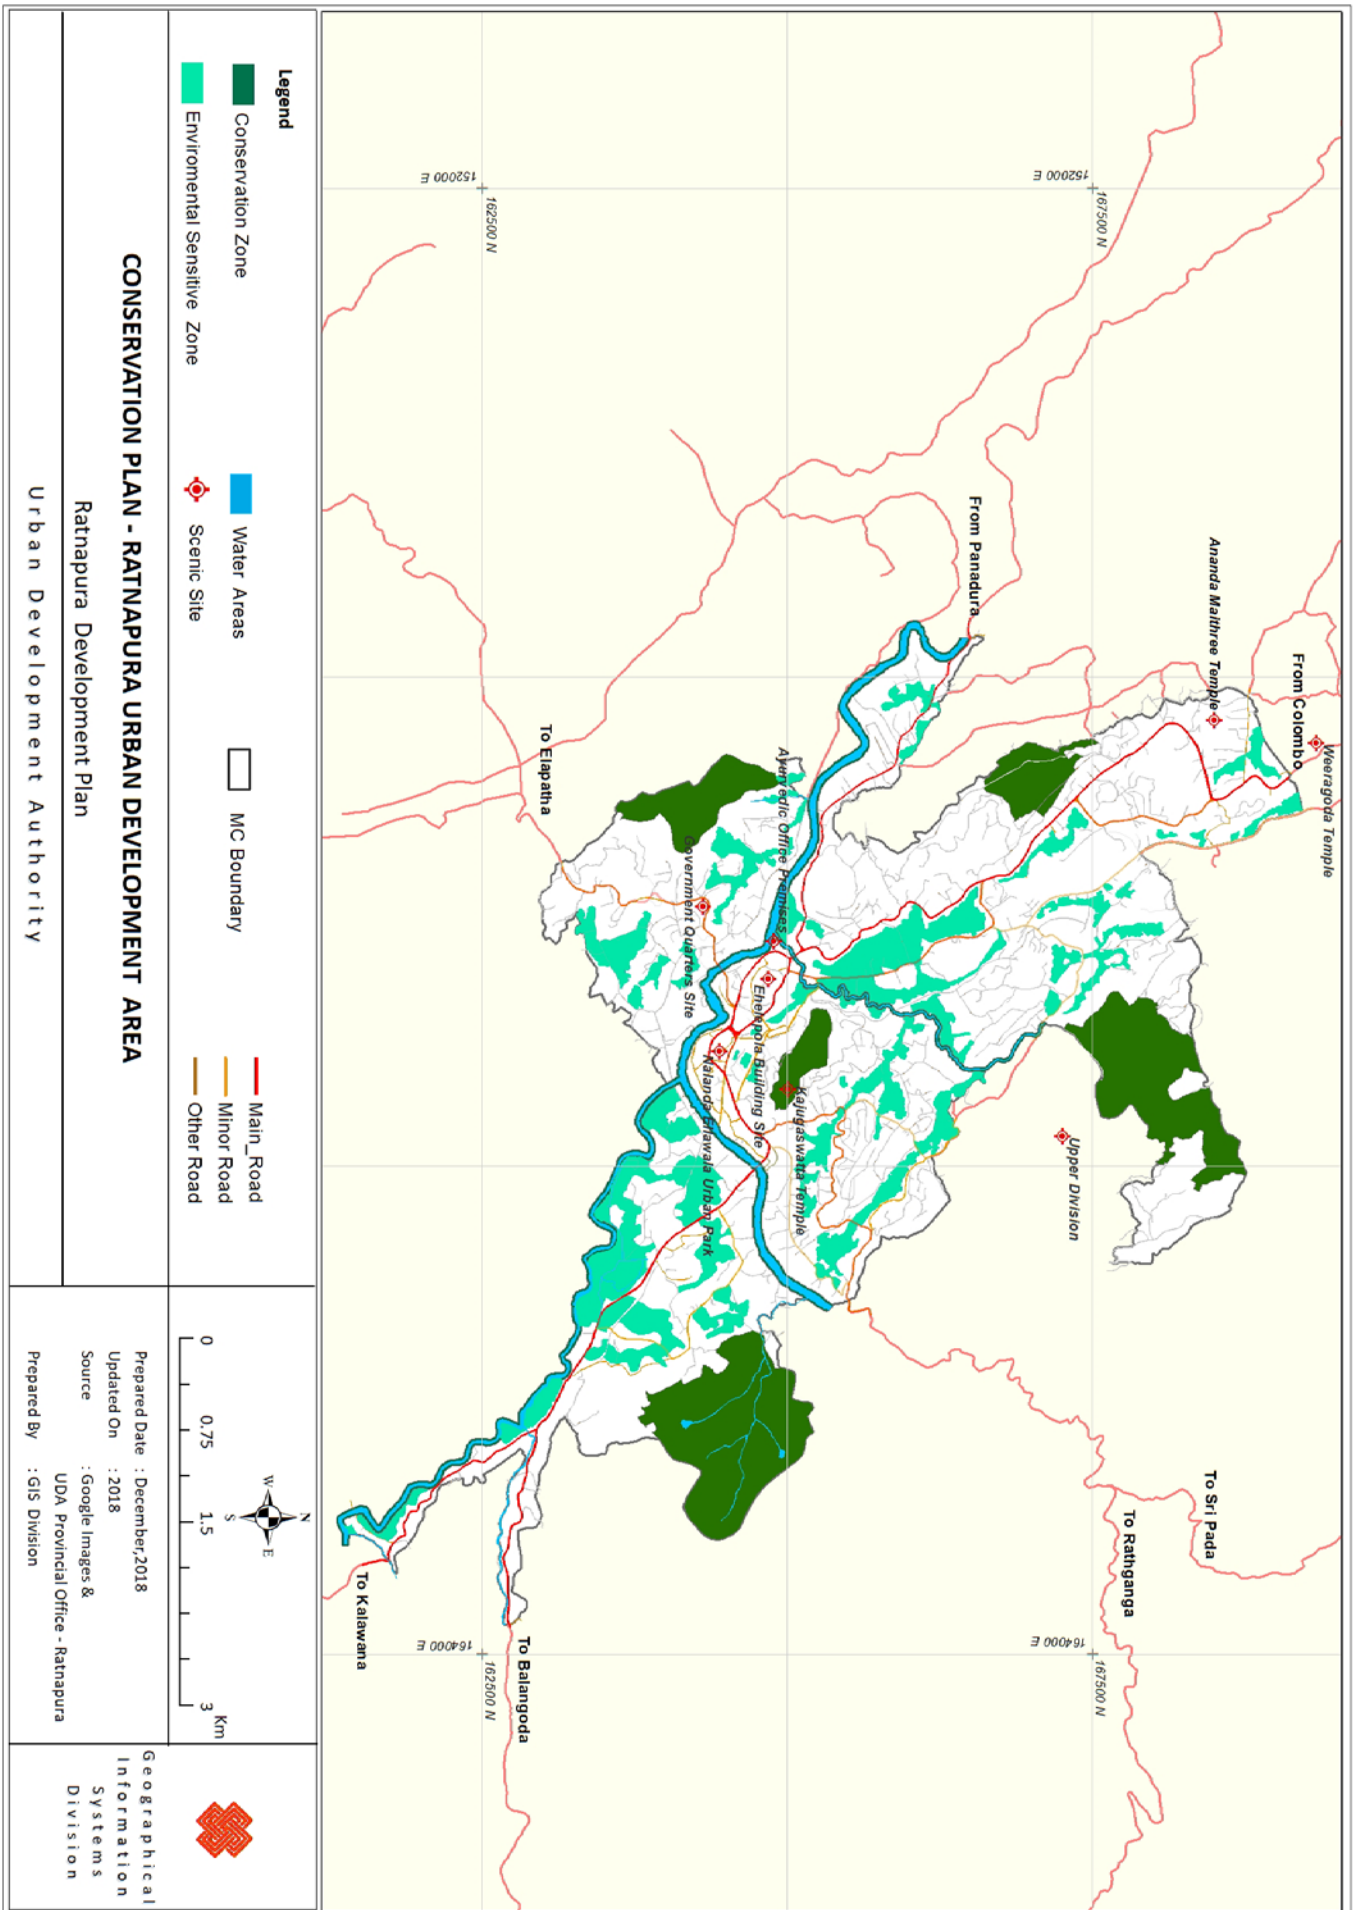 Weeragoda Temple
From Colombo
Ananda Maithree Temple
To Sri Pada
152000 E
167500 N
Upper Division
To Rathganga
164000 E
167500 N
From Panadura
Kajugaswatta Temple
Ayurvedic Office Premises
Ehelepola Building Site
Nalanda Ellawala Urban Park
Government Quarters Site
To Elapatha
To Balangoda
152000 E
162500 N
164000 E
162500 N
To Kalawana
Legend
Conservation Zone
Water Areas
MC Boundary
Main_Road
Minor Road
Enviromental Sensitive Zone
Scenic Site
Other Road
CONSERVATION PLAN - RATNAPURA URBAN DEVELOPMENT AREA
Ratnapura Development Plan
Urban Development Authority
N
W
E
S
Km
0 0.75 1.5 3
Prepared Date : December,2018
Updated On : 2018
Source : Google Images &
UDA Provincial Office - Ratnapura
Prepared By : GIS Division
Geographical
Information
Systems
Division